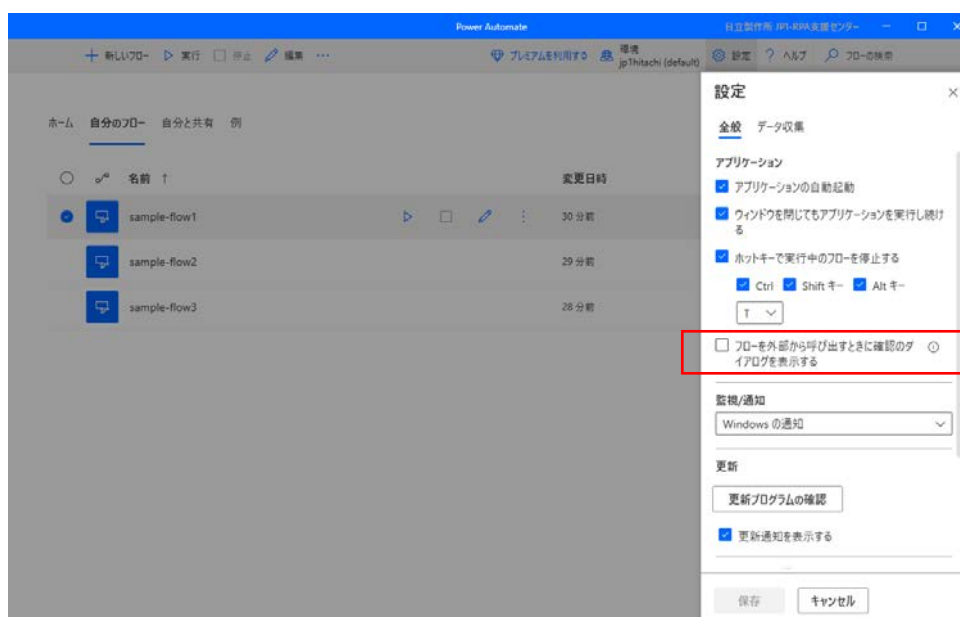 Power Automate
日立製作所 JP1-RPA支援センター
新しいフロー 実行 停止 編集 …
プレミアムを利用する
環境
jp1hitachi (default)
設定 ヘルプ フローの検索
ホーム 自分のフロー 自分と共有 例
名前 ↑ 変更日時
sample-flow1 30 分前
sample-flow2 29 分前
sample-flow3 28 分前
設定
全般 データ収集
アプリケーション
アプリケーションの自動起動
ウィンドウを閉じてもアプリケーションを実行し続け
る
ホットキーで実行中のフローを停止する
Ctrl Shift キー Alt キー
T
フローを外部から呼び出すときに確認のダ
イアログを表示する
監視/通知
Windows の通知
更新
更新プログラムの確認
更新通知を表示する
保存 キャンセル